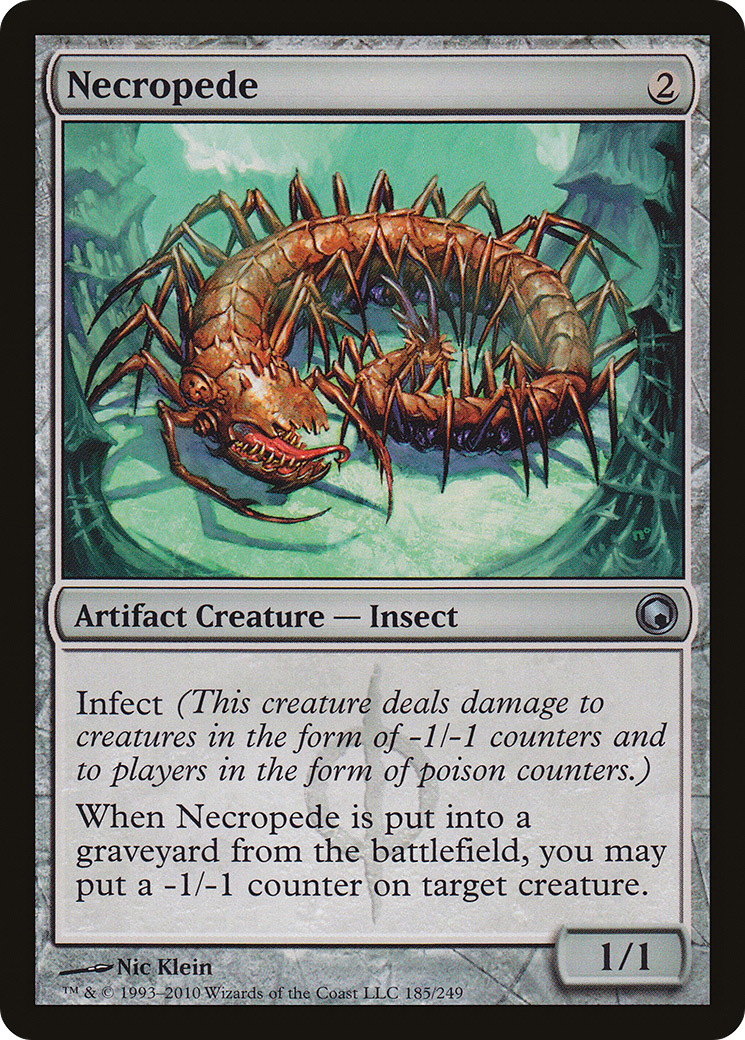 Necropede 2
Artifact Creature — Insect
Infect (This creature deals damage to
creatures in the form of -1/-1 counters and
to players in the form of poison counters.)
When Necropede is put into a
graveyard from the battlefield, you may
put a -1/-1 counter on target creature.
1/1
Nic Klein
™ & © 1993–2010 Wizards of the Coast LLC 185/249